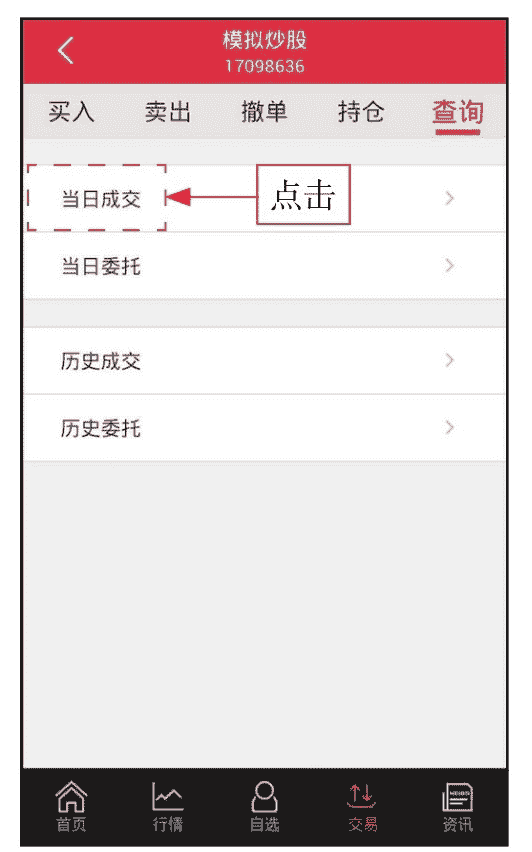 模拟炒股
17098636
买入 卖出 撤单 持仓 查询
当日成交 点击
当日委托
历史成交
历史委托
首页 行情 自选 交易 资讯